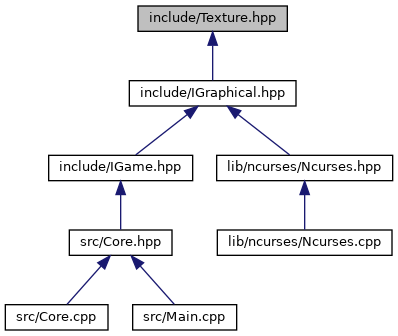 include/Texture.hpp
include/IGraphical.hpp
include/IGame.hpp
lib/ncurses/Ncurses.hpp
src/Core.hpp
lib/ncurses/Ncurses.cpp
src/Core.cpp
src/Main.cpp